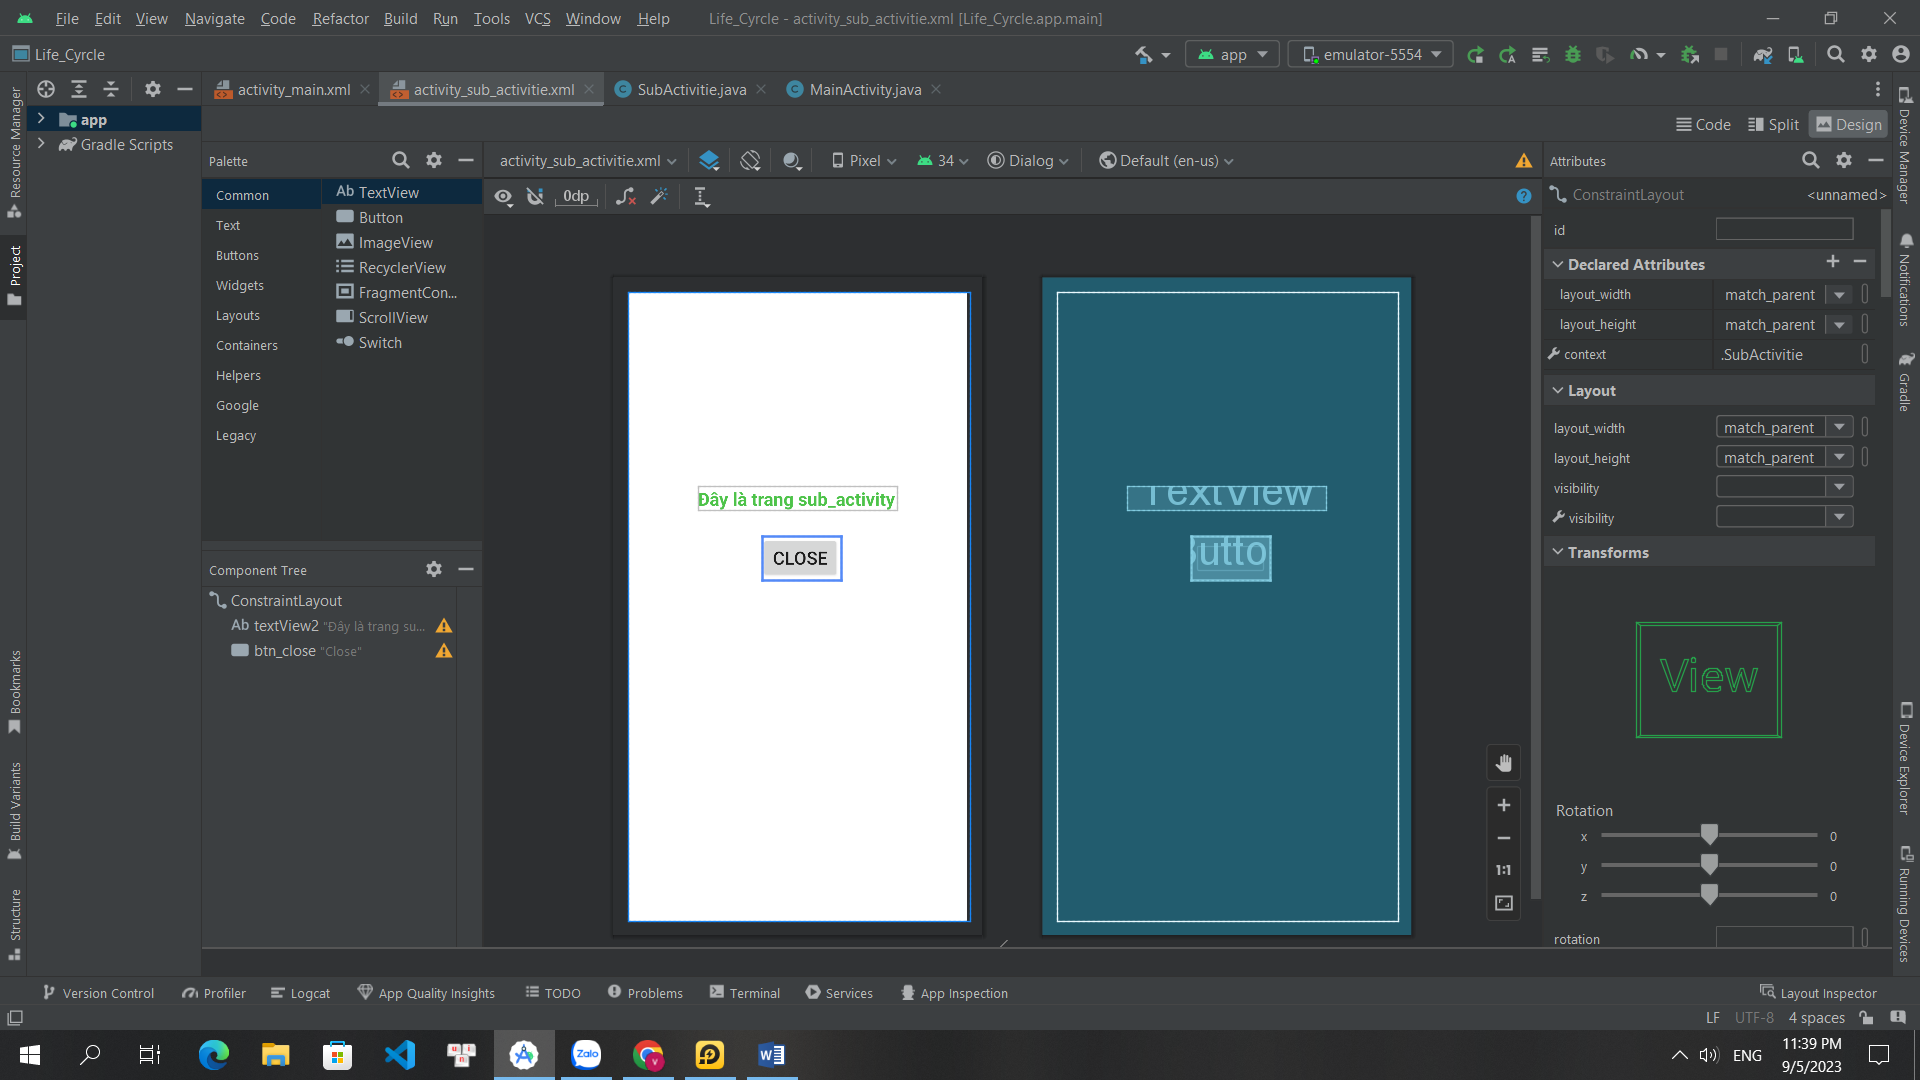 File Edit View Navigate Code Refactor Build Run Tools VCS Window Help Life_Cyrcle - activity_sub_activitie.xml [Life_Cyrcle.app.main]
Life_Cyrcle app emulator-5554
activity_main.xml activity_sub_activitie.xml SubActivitie.java MainActivity.java
app
Gradle Scripts
Code Split Design
Palette
activity_sub_activitie.xml Pixel 34 Dialog Default (en-us)
Attributes
Common
Text
Buttons
Widgets
Layouts
Containers
Helpers
Google
Legacy
Ab TextView
Button
ImageView
RecyclerView
FragmentCon...
ScrollView
Switch
0dp
ConstraintLayout <unnamed>
id
Declared Attributes
layout_width match_parent
layout_height match_parent
context .SubActivitie
Layout
layout_width match_parent
layout_height match_parent
visibility
visibility
Transforms
View
Rotation
x 0
y 0
z 0
rotation
Đây là trang sub_activity
CLOSE
TextView
Butto
1:1
Component Tree
ConstraintLayout
Ab textView2 "Đây là trang su...
btn_close "Close"
Resource Manager
Project
Bookmarks
Build Variants
Structure
Device Manager
Notifications
Gradle
Device Explorer
Running Devices
Version Control Profiler Logcat App Quality Insights TODO Problems Terminal Services App Inspection Layout Inspector
LF UTF-8 4 spaces
Zalo
ENG
11:39 PM
9/5/2023